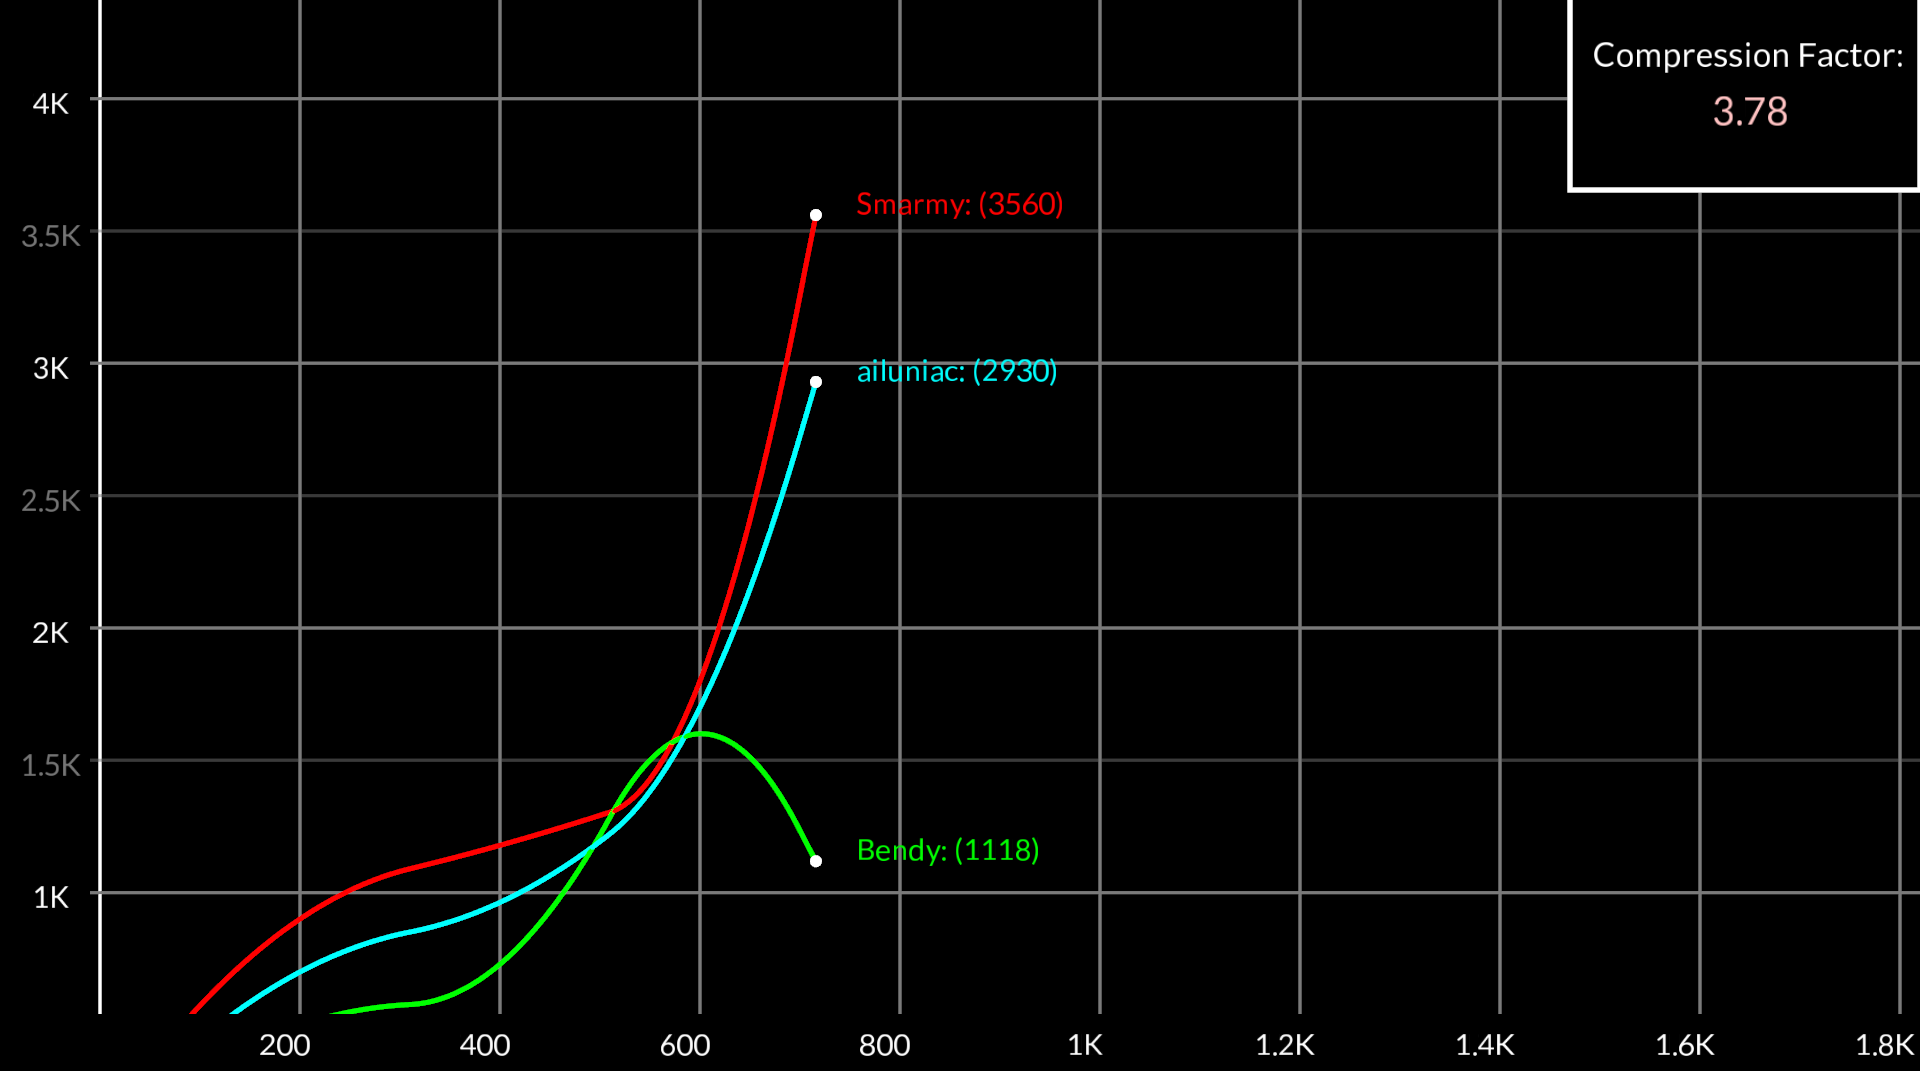 Compression Factor:
3.78
4K
Smarmy: (3560)
3.5K
3K
ailuniac: (2930)
2.5K
2K
1.5K
Bendy: (1118)
1K
200 400 600 800 1K 1.2K 1.4K 1.6K 1.8K